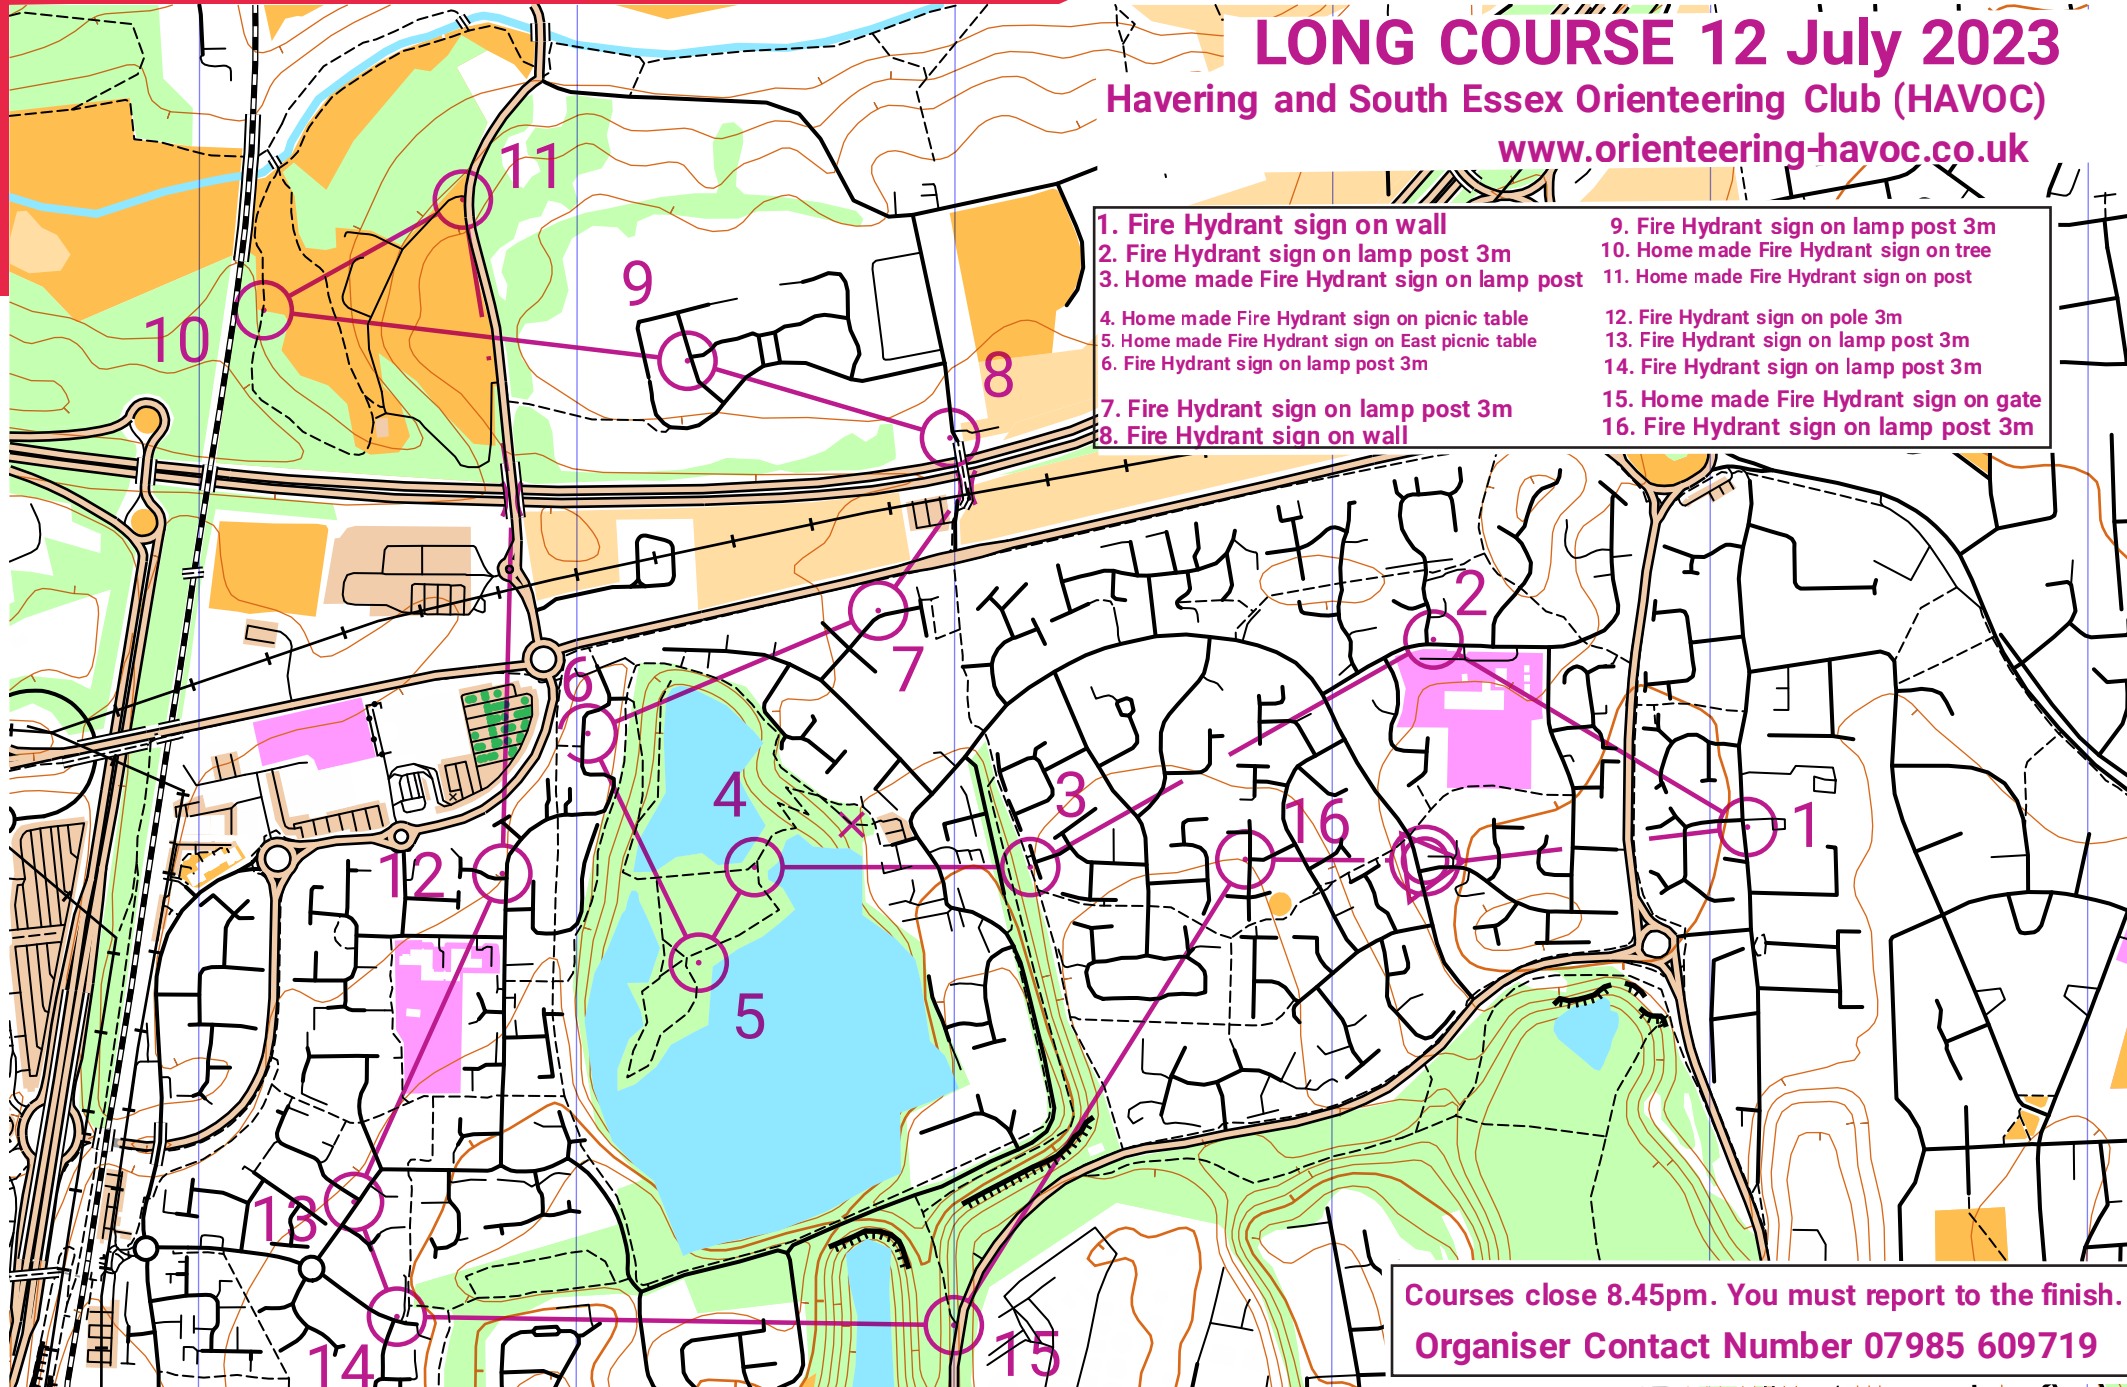 LONG COURSE 12 July 2023
Havering and South Essex Orienteering Club (HAVOC)
www.orienteering-havoc.co.uk
1. Fire Hydrant sign on wall
2. Fire Hydrant sign on lamp post 3m
3. Home made Fire Hydrant sign on lamp post
4. Home made Fire Hydrant sign on picnic table
5. Home made Fire Hydrant sign on East picnic table
6. Fire Hydrant sign on lamp post 3m
7. Fire Hydrant sign on lamp post 3m
8. Fire Hydrant sign on wall
9. Fire Hydrant sign on lamp post 3m
10. Home made Fire Hydrant sign on tree
11. Home made Fire Hydrant sign on post
12. Fire Hydrant sign on pole 3m
13. Fire Hydrant sign on lamp post 3m
14. Fire Hydrant sign on lamp post 3m
15. Home made Fire Hydrant sign on gate
16. Fire Hydrant sign on lamp post 3m
11
9
10
8
2
6
7
4
3
16
1
12
5
13
14
15
Courses close 8.45pm. You must report to the finish.
Organiser Contact Number 07985 609719